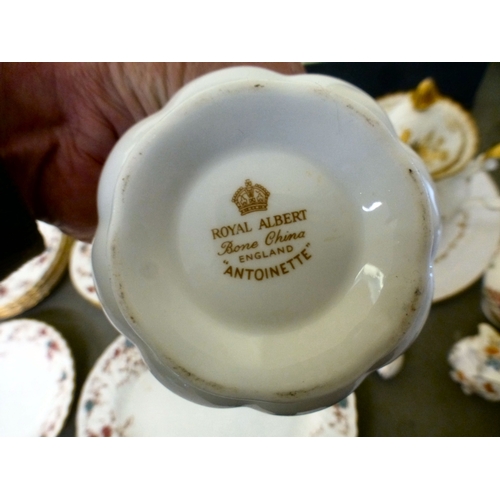 ROYAL ALBERT
Bone China
ENGLAND
"ANTOINETTE"